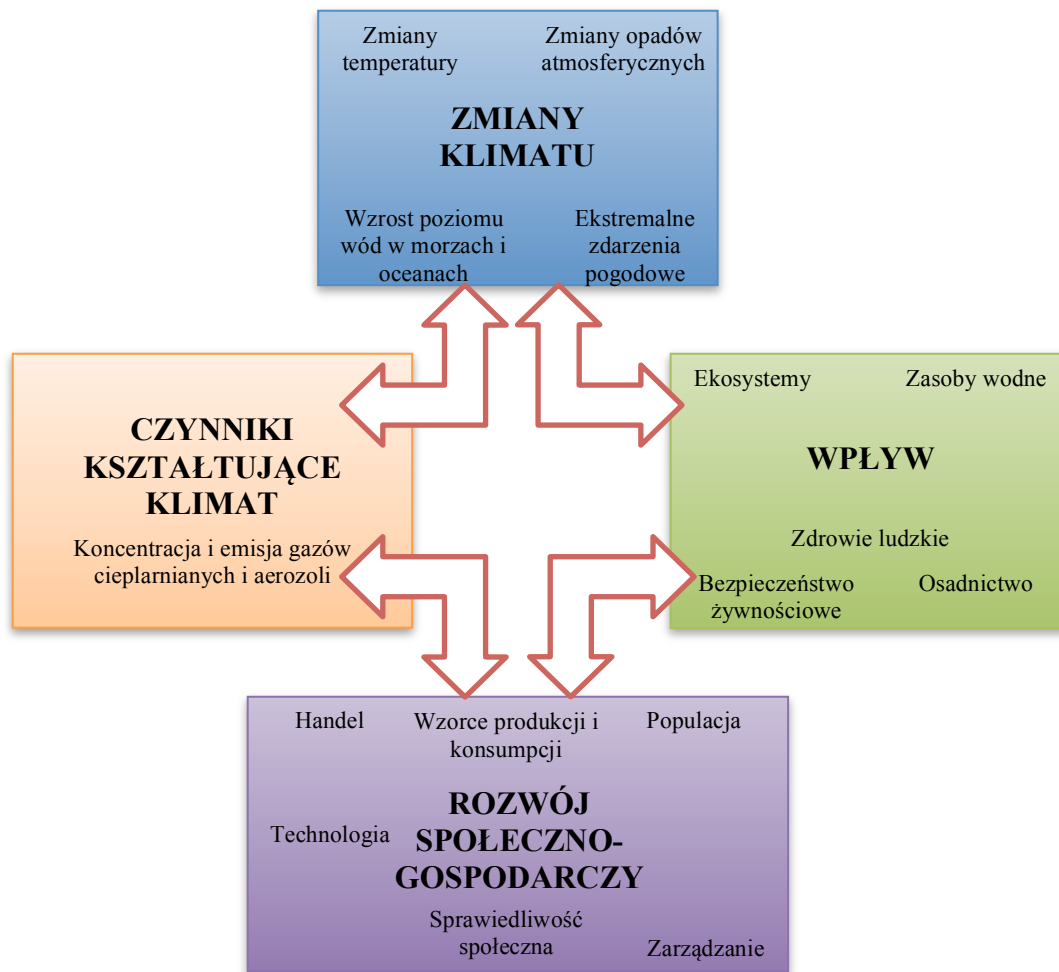 Zmiany
temperatury
Zmiany opadów
atmosferycznych
ZMIANY
KLIMATU
Wzrost poziomu
wód w morzach i
oceanach
Ekstremalne
zdarzenia
pogodowe
CZYNNIKI
KSZTAŁTUJĄCE
KLIMAT
Koncentracja i emisja gazów
cieplarnianych i aerozoli
Ekosystemy
Zasoby wodne
WPŁYW
Zdrowie ludzkie
Bezpieczeństwo
żywnościowe
Osadnictwo
Handel
Wzorce produkcji i
konsumpcji
Populacja
Technologia
ROZWÓJ
SPOŁECZNO-
GOSPODARCZY
Sprawiedliwość
społeczna
Zarządzanie